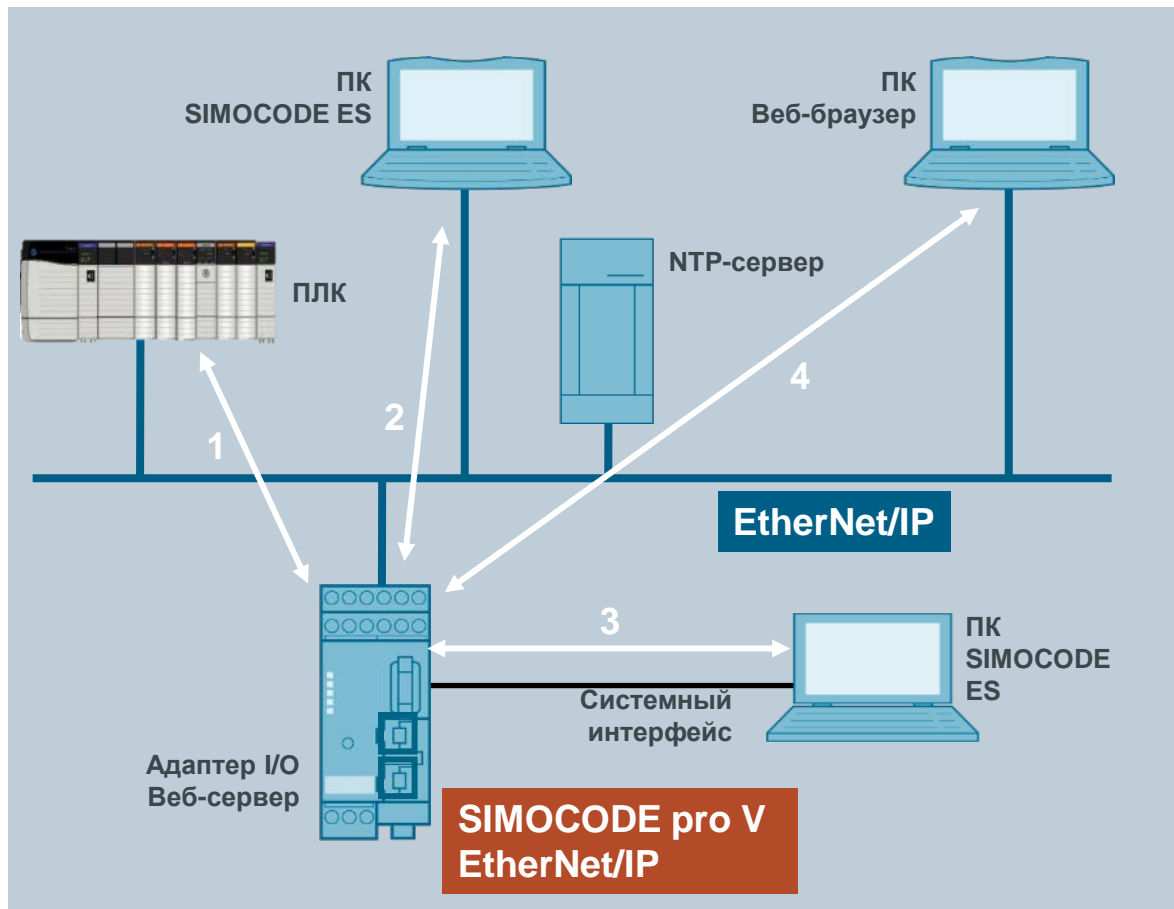 ПК
SIMOCODE ES
ПК
Веб-браузер
NTP-сервер
ПЛК
4
2
1
EtherNet/IP
3
ПК
SIMOCODE
ES
Системный
интерфейс
Адаптер I/O
Веб-сервер
SIMOCODE pro V
EtherNet/IP